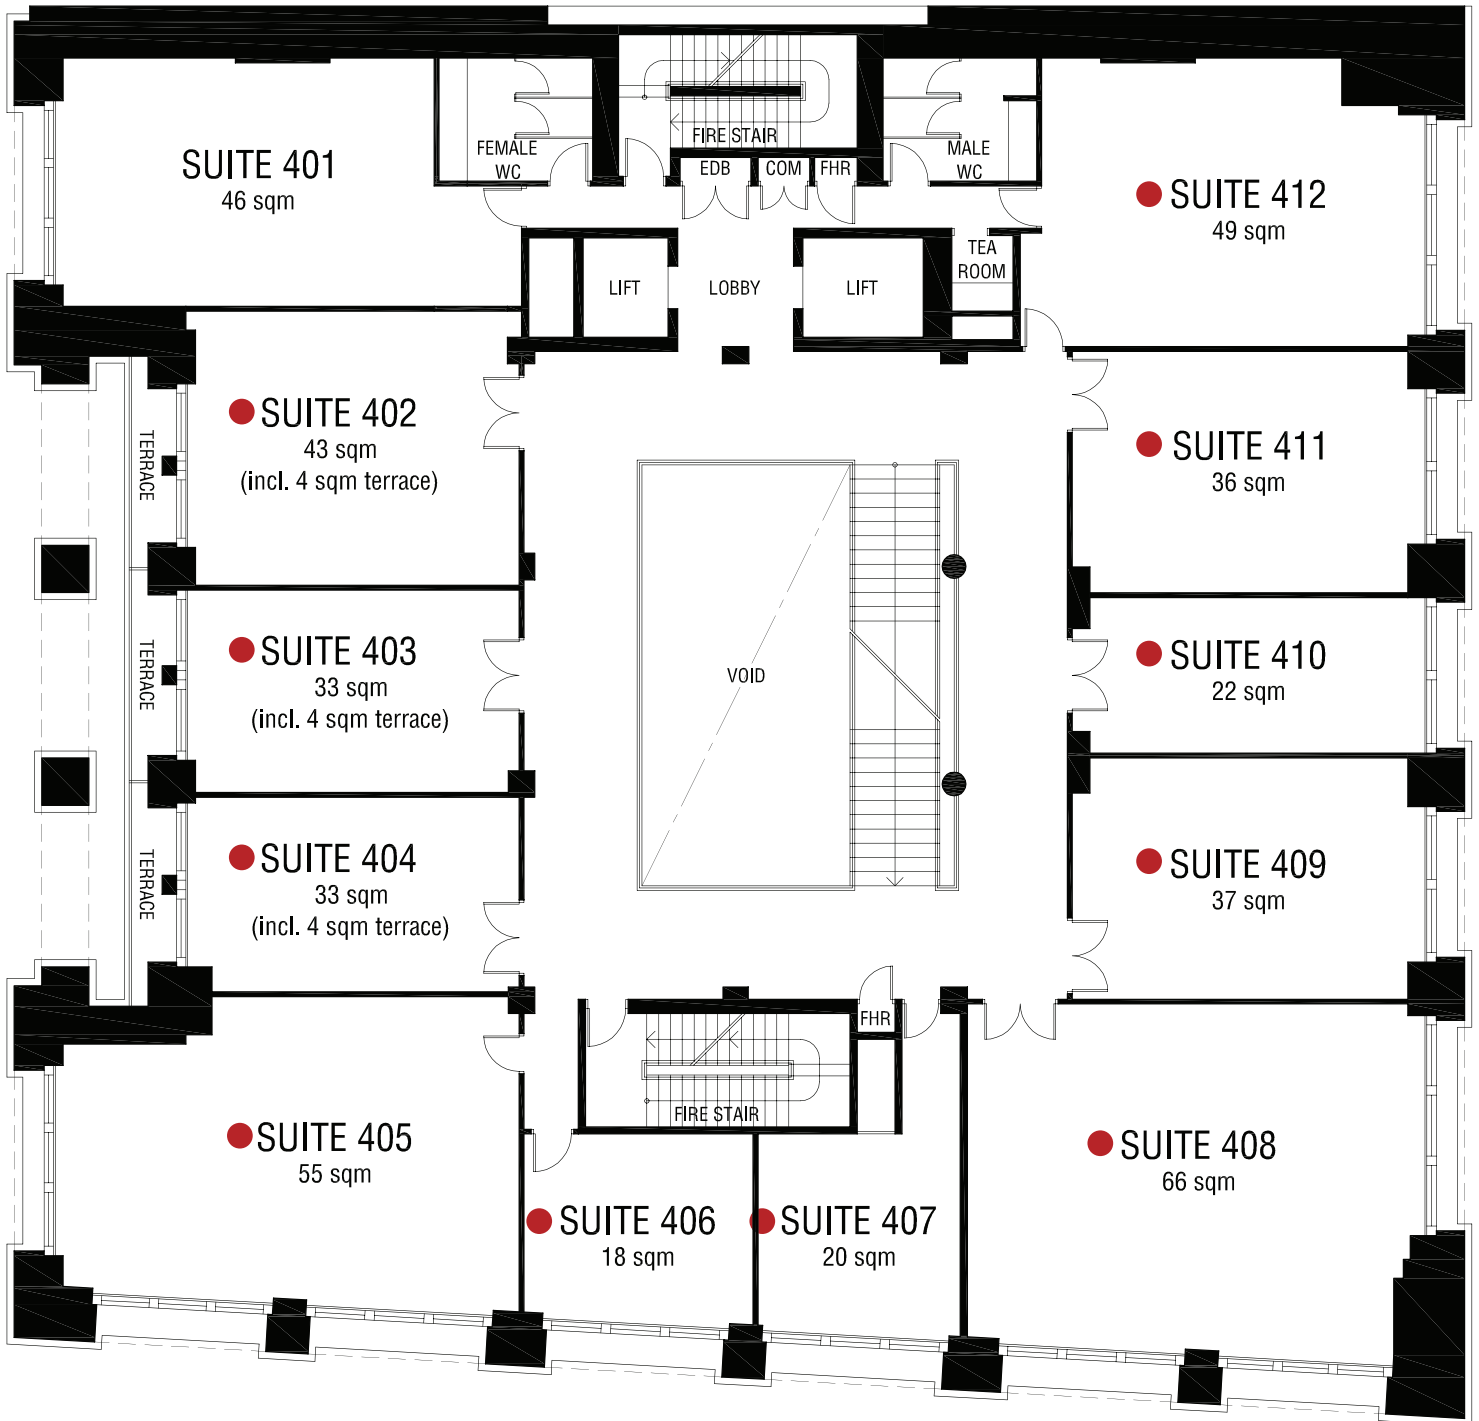 FIRE STAIR
FEMALE
WC
MALE
WC
EDB
COM
FHR
SUITE 401
46 sqm
SUITE 412
49 sqm
TEA
ROOM
LIFT
LOBBY
LIFT
SUITE 402
43 sqm
(incl. 4 sqm terrace)
TERRACE
SUITE 411
36 sqm
SUITE 403
33 sqm
(incl. 4 sqm terrace)
TERRACE
VOID
SUITE 410
22 sqm
SUITE 404
33 sqm
(incl. 4 sqm terrace)
TERRACE
SUITE 409
37 sqm
FHR
FIRE STAIR
SUITE 405
55 sqm
SUITE 408
66 sqm
SUITE 406
18 sqm
SUITE 407
20 sqm